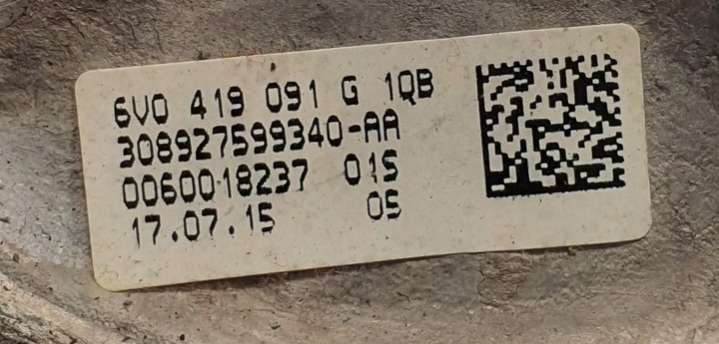 6V0 419 091 G 1QB
308927599340-AA
0060018237 01S
17.07.15 05